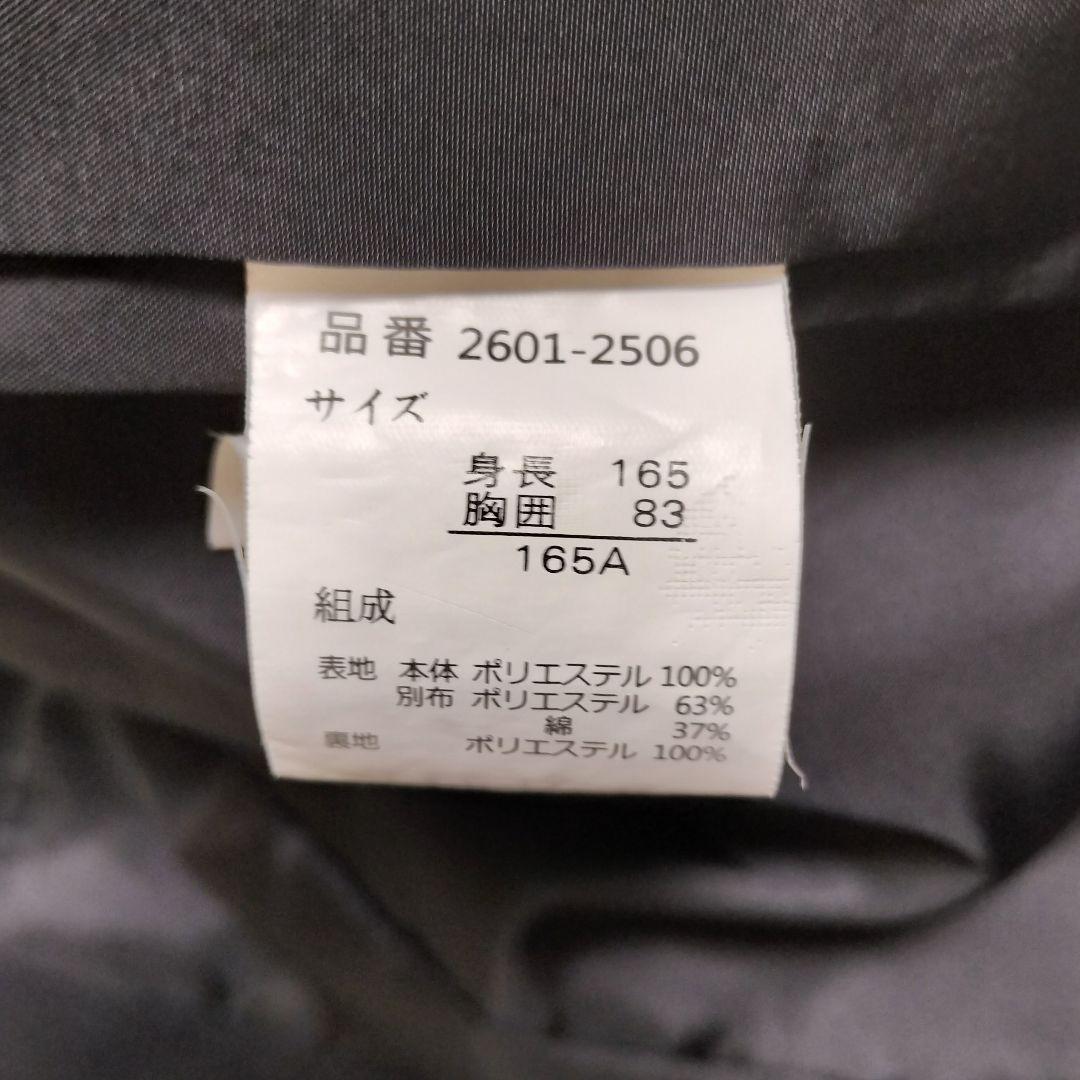 品番 2601-2506
サイズ
身長 165
胸囲 83
165A
組成
表地 本体 ポリエステル 100%
別布 ポリエステル 63%
綿 37%
裏地 ポリエステル 100%